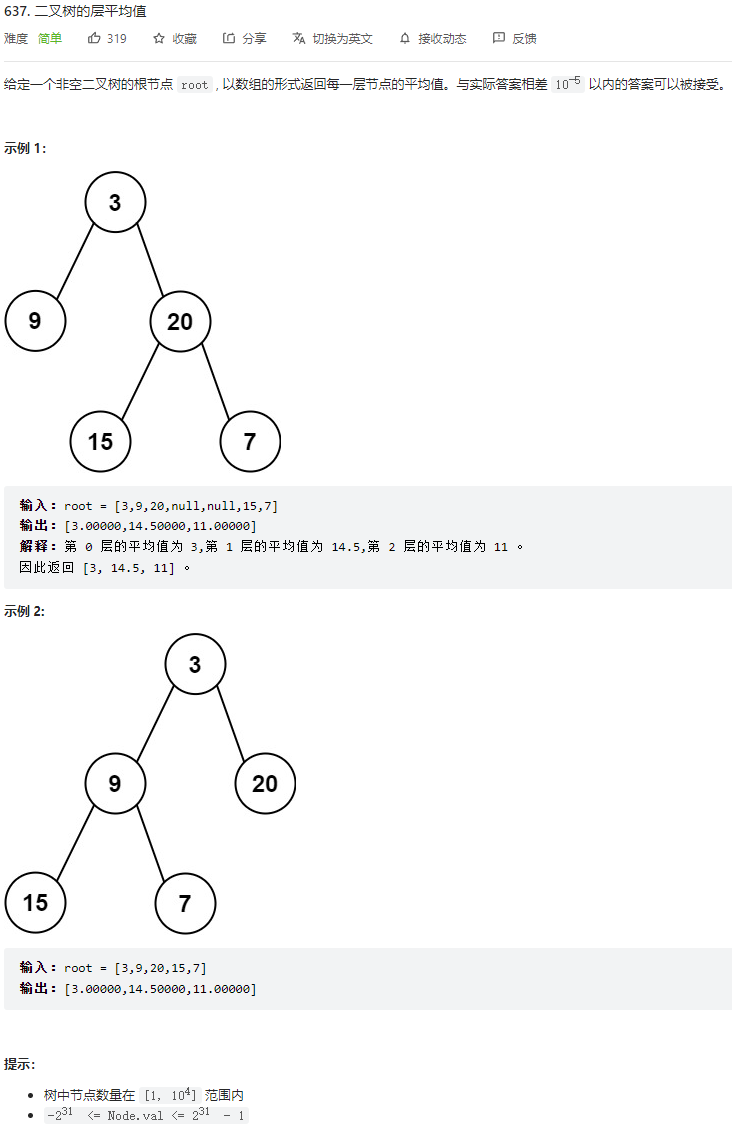 637. 二叉树的层平均值
难度 简单 319 收藏 分享 切换为英文 接收动态 反馈
给定一个非空二叉树的根节点 root , 以数组的形式返回每一层节点的平均值。与实际答案相差 10⁻⁵ 以内的答案可以被接受。
示例 1:
3
9 20
15 7
输入：root = [3,9,20,null,null,15,7]
输出：[3.00000,14.50000,11.00000]
解释：第 0 层的平均值为 3,第 1 层的平均值为 14.5,第 2 层的平均值为 11 。
因此返回 [3, 14.5, 11] 。
示例 2:
3
9 20
15 7
输入：root = [3,9,20,15,7]
输出：[3.00000,14.50000,11.00000]
提示：
树中节点数量在 [1, 10⁴] 范围内
-2³¹ <= Node.val <= 2³¹ - 1